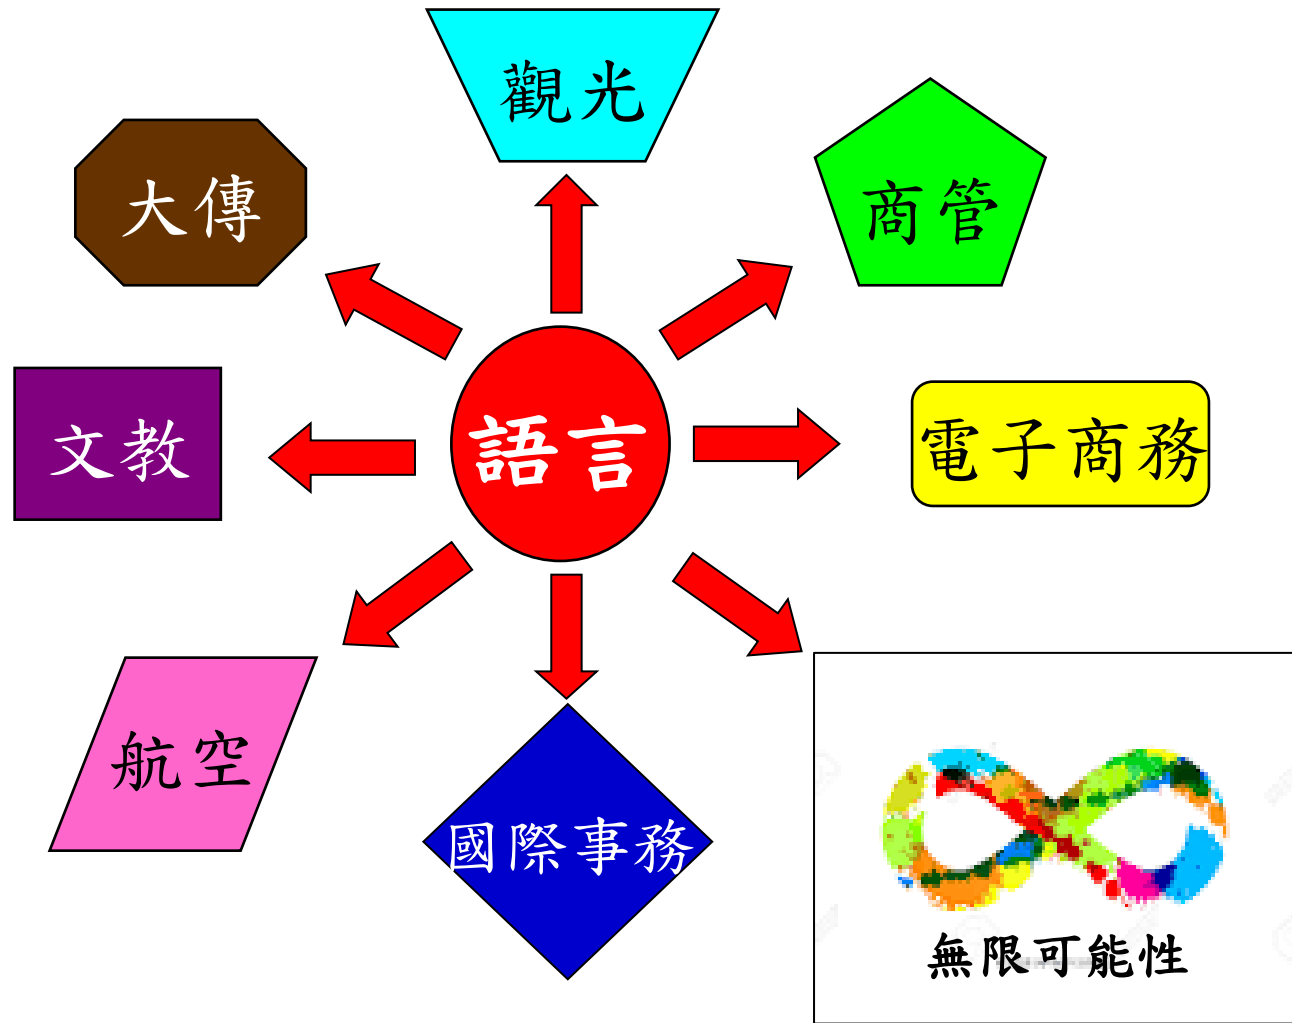 觀光
大傳
商管
文教
語言
電子商務
航空
國際事務
無限可能性